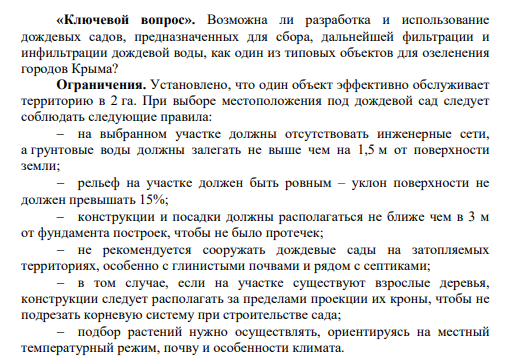 «Ключевой вопрос». Возможна ли разработка и использование
дождевых садов, предназначенных для сбора, дальнейшей фильтрации и
инфильтрации дождевой воды, как один из типовых объектов для озеленения
городов Крыма?
Ограничения. Установлено, что один объект эффективно обслуживает
территорию в 2 га. При выборе местоположения под дождевой сад следует
соблюдать следующие правила:
– на выбранном участке должны отсутствовать инженерные сети,
а грунтовые воды должны залегать не выше чем на 1,5 м от поверхности
земли;
– рельеф на участке должен быть ровным – уклон поверхности не
должен превышать 15%;
– конструкции и посадки должны располагаться не ближе чем в 3 м
от фундамента построек, чтобы не было протечек;
– не рекомендуется сооружать дождевые сады на затопляемых
территориях, особенно с глинистыми почвами и рядом с септиками;
– в том случае, если на участке существуют взрослые деревья,
конструкции следует располагать за пределами проекции их кроны, чтобы не
подрезать корневую систему при строительстве сада;
– подбор растений нужно осуществлять, ориентируясь на местный
температурный режим, почву и особенности климата.